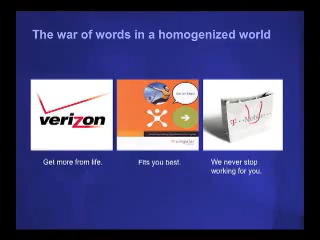 The war of words in a homogenized world
verizon
T··Mobile·
Get more from life.
Fits you best.
We never stop
working for you.